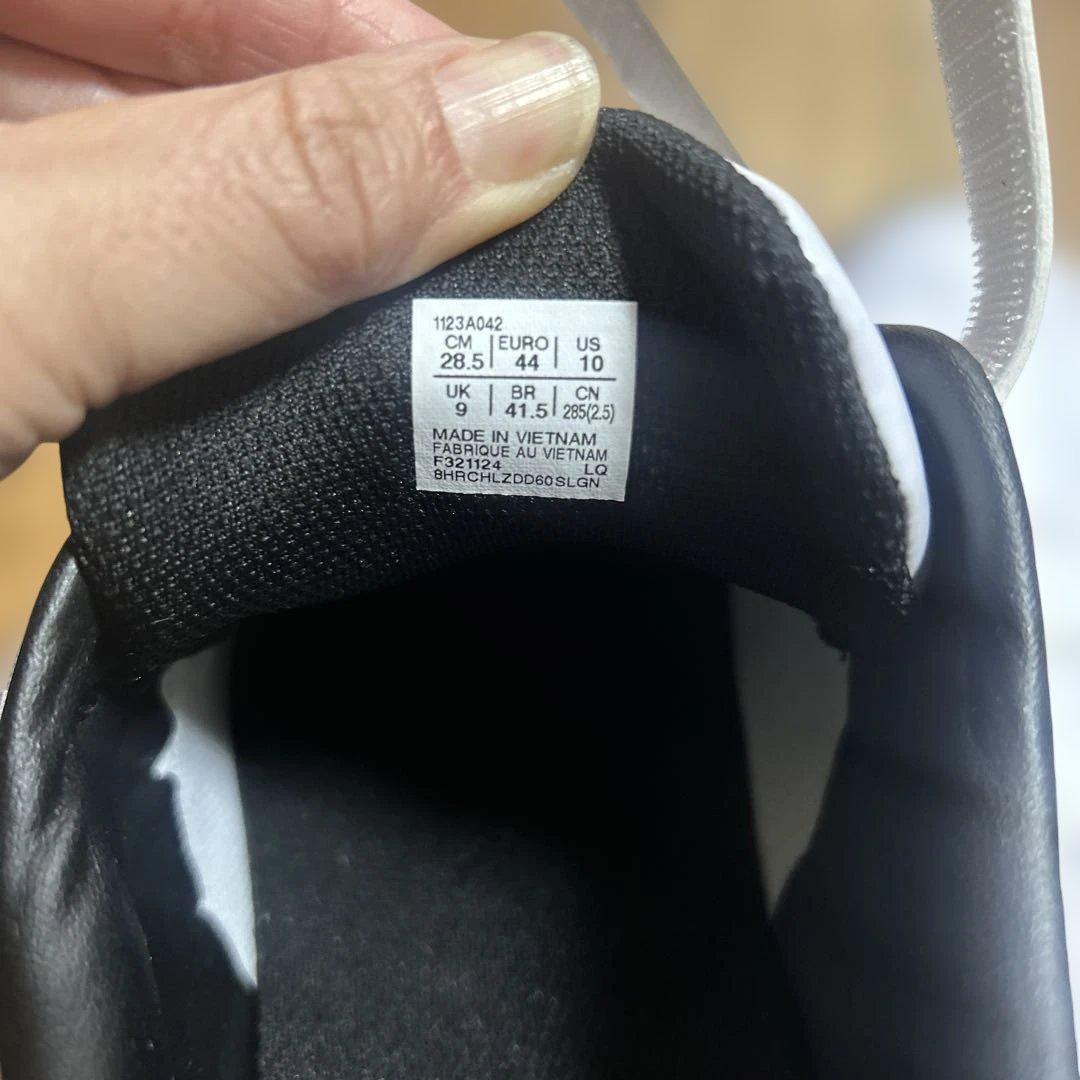 1123A042
CM | EURO | US
28.5 | 44 | 10
UK | BR | CN
9 | 41.5 | 285(2.5)
MADE IN VIETNAM
FABRIQUE AU VIETNAM
F321124 LQ
8HRCHLZDD60SLGN